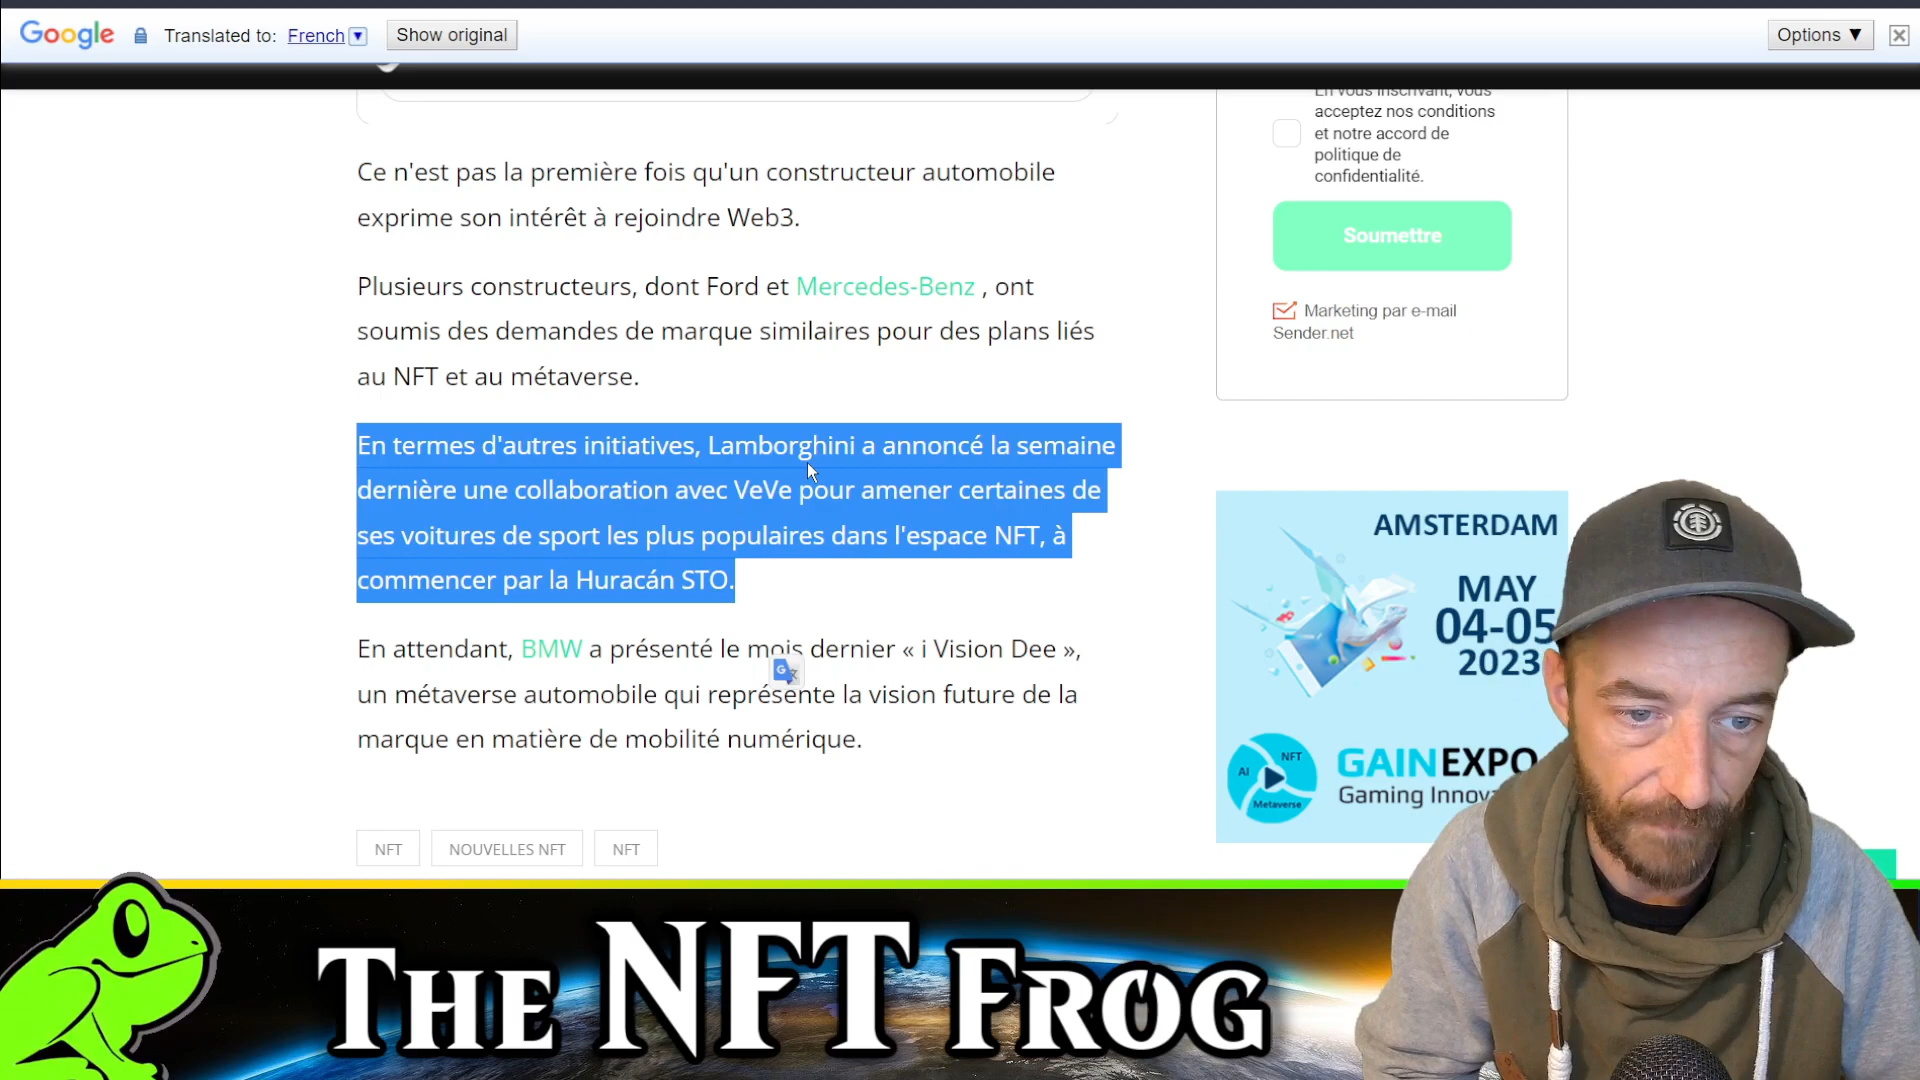 Google Translated to: French Show original Options ▼
En vous inscrivant, vous
acceptez nos conditions
et notre accord de
politique de
confidentialité.
Soumettre
Marketing par e-mail
Sender.net
Ce n'est pas la première fois qu'un constructeur automobile
exprime son intérêt à rejoindre Web3.
Plusieurs constructeurs, dont Ford et Mercedes-Benz , ont
soumis des demandes de marque similaires pour des plans liés
au NFT et au métaverse.
En termes d'autres initiatives, Lamborghini a annoncé la semaine
dernière une collaboration avec VeVe pour amener certaines de
ses voitures de sport les plus populaires dans l'espace NFT, à
commencer par la Huracán STO.
En attendant, BMW a présenté le mois dernier « i Vision Dee »,
un métaverse automobile qui représente la vision future de la
marque en matière de mobilité numérique.
NFT NOUVELLES NFT NFT
AMSTERDAM
MAY
04-05
2023
AI NFT
Metaverse
GAINEXPO
Gaming
THE NFT FROG